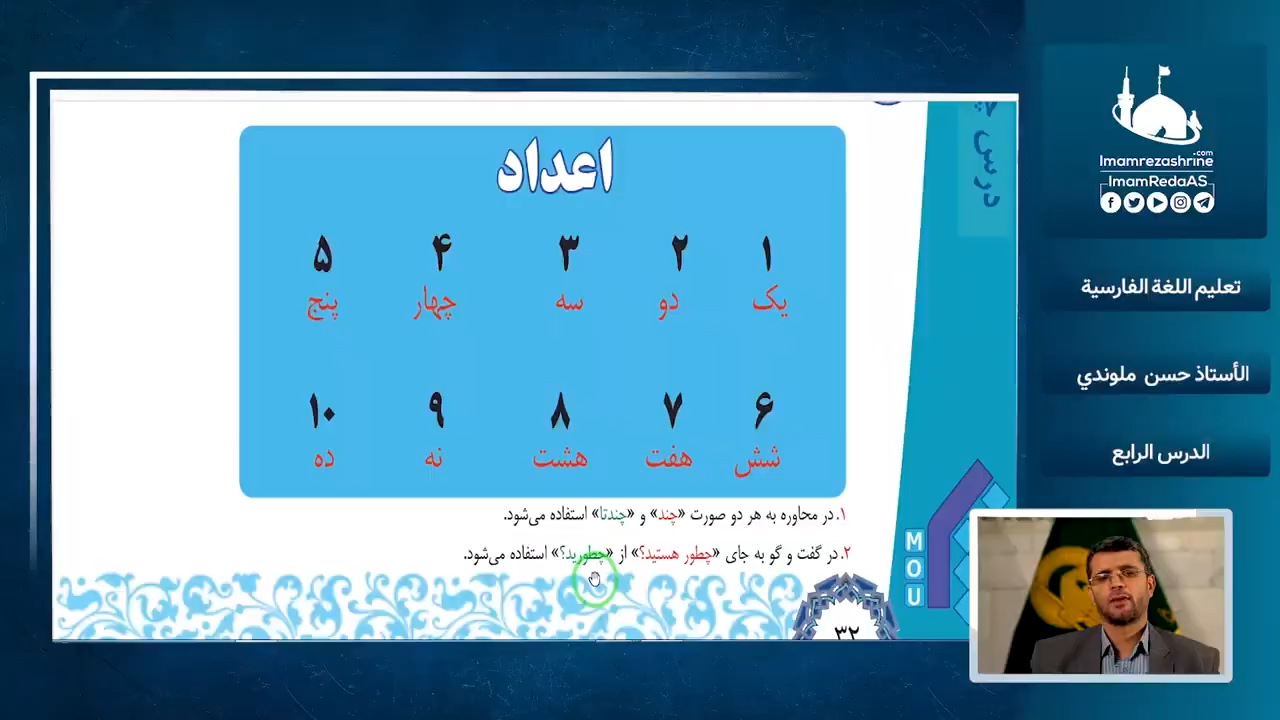 اعداد
۱ ۲ ۳ ۴ ۵
یک دو سه چهار پنج
۶ ۷ ۸ ۹ ۱۰
شش هفت هشت نه ده
۱. در محاوره به هر دو صورت «چند» و «چندتا» استفاده می‌شود.
۲. در گفت و گو به جای «چطور هستید؟» از «چطورید؟» استفاده می‌شود.
۳۲
درس
M
O
U
Imamrezashrine
.com
ImamRedaAS
تعليم اللغة الفارسية
الأستاذ حسن ملوندي
الدرس الرابع